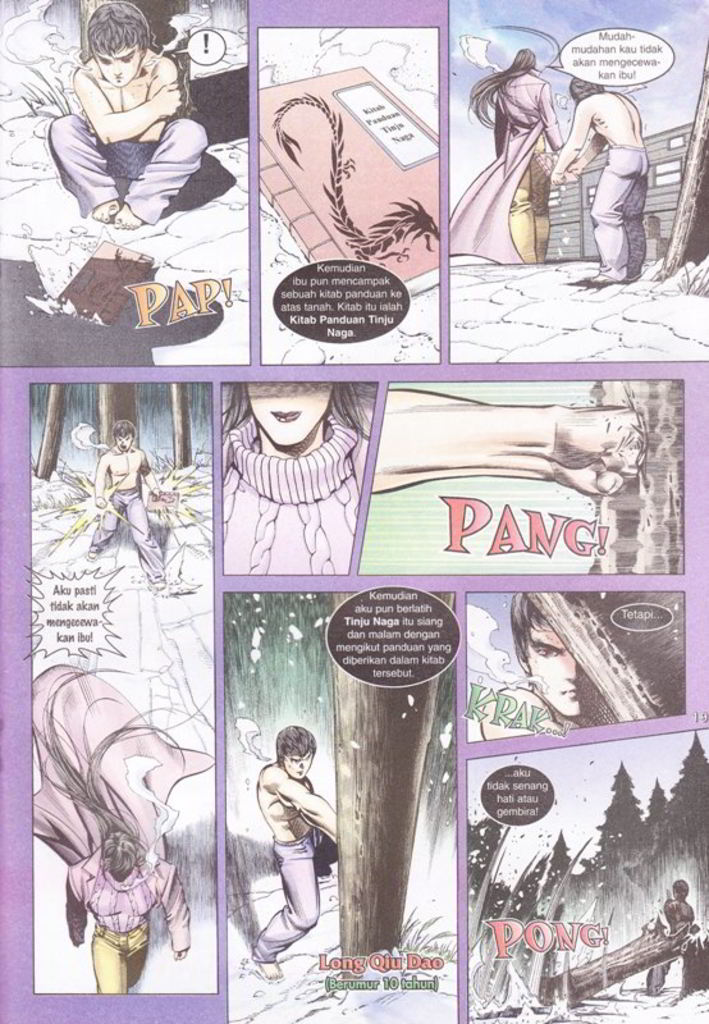 !
PAP!
Kitab
Panduan
Tinju
Naga
Kemudian
ibu pun mencampak
sebuah kitab panduan ke
atas tanah. Kitab itu ialah
Kitab Panduan Tinju
Naga.
Mudah-
mudahan kau tidak
akan mengecewa-
kan ibu!
Aku pasti
tidak akan
mengecewa-
kan ibu!
PANG!
Kemudian
aku pun berlatih
Tinju Naga itu siang
dan malam dengan
mengikut panduan yang
diberikan dalam kitab
tersebut.
Long Qiu Dao
(Berumur 10 tahun)
Tetapi...
KRAK...!
19
...aku
tidak senang
hati atau
gembira!
PONG!